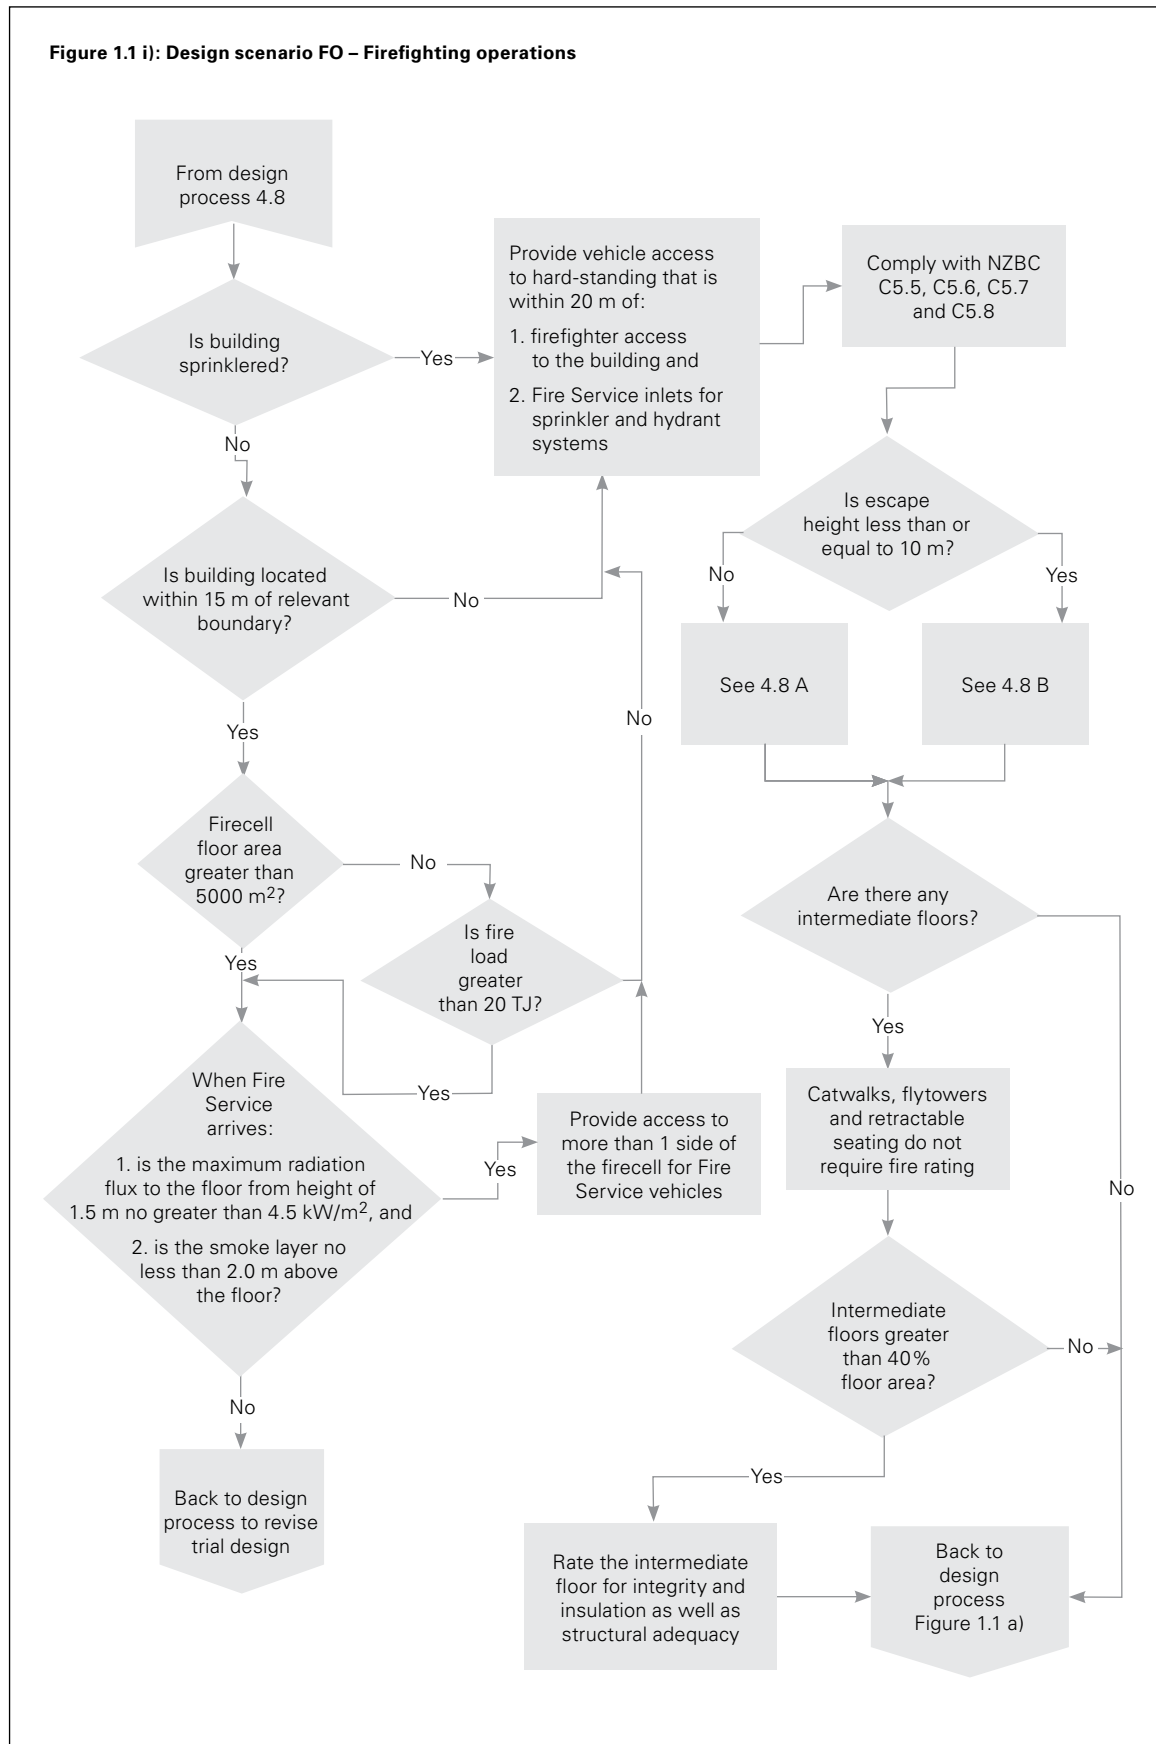 Figure 1.1 i): Design scenario FO – Firefighting operations
From design
process 4.8
Is building
sprinklered?
Yes
No
Provide vehicle access
to hard-standing that is
within 20 m of:
1. firefighter access
to the building and
2. Fire Service inlets for
sprinkler and hydrant
systems
Comply with NZBC
C5.5, C5.6, C5.7
and C5.8
Is building located
within 15 m of relevant
boundary?
No
Yes
Is escape
height less than or
equal to 10 m?
No
Yes
See 4.8 A
See 4.8 B
Firecell
floor area
greater than
5000 m²?
No
Yes
Is fire
load
greater
than 20 TJ?
No
Yes
When Fire
Service
arrives:
1. is the maximum radiation
flux to the floor from height of
1.5 m no greater than 4.5 kW/m², and
2. is the smoke layer no
less than 2.0 m above
the floor?
Yes
No
Provide access to
more than 1 side of
the firecell for Fire
Service vehicles
Back to design
process to revise
trial design
Are there any
intermediate floors?
Yes
No
Catwalks, flytowers
and retractable
seating do not
require fire rating
Intermediate
floors greater
than 40%
floor area?
No
Yes
Rate the intermediate
floor for integrity and
insulation as well as
structural adequacy
Back to
design
process
Figure 1.1 a)